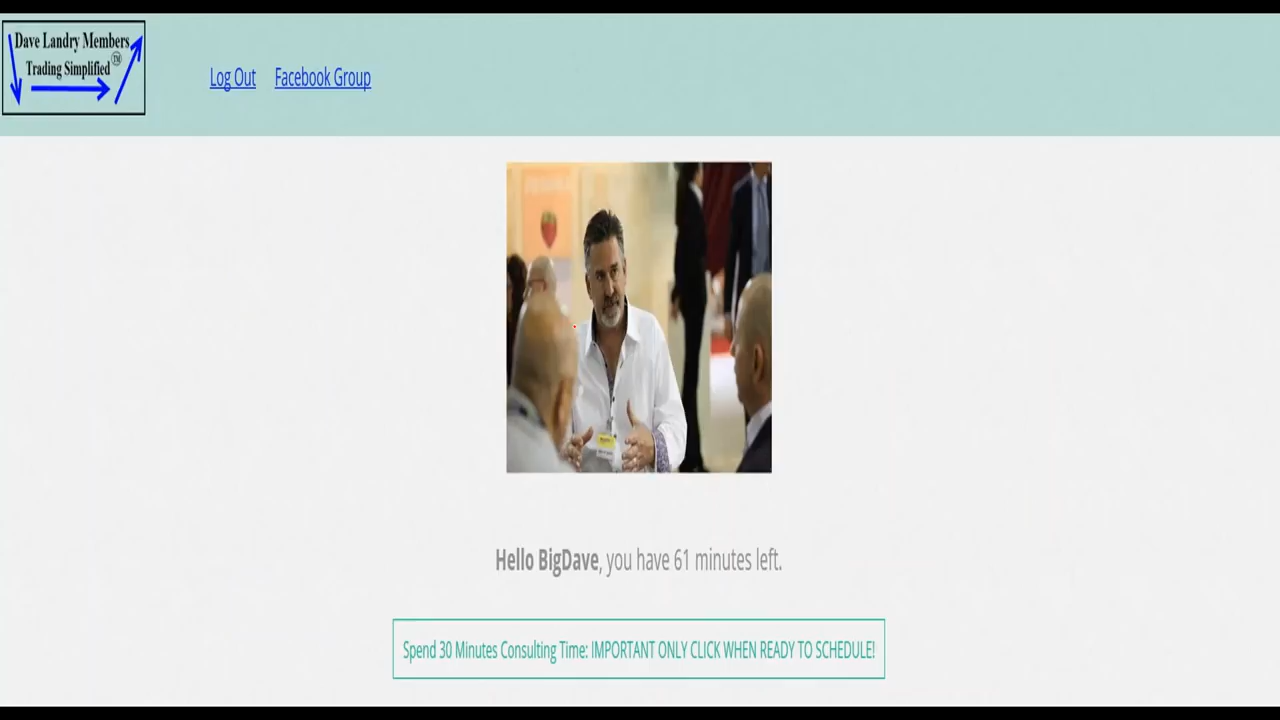 Dave Landry Members
Trading Simplified TM
Log Out Facebook Group
Hello BigDave, you have 61 minutes left.
Spend 30 Minutes Consulting Time: IMPORTANT ONLY CLICK WHEN READY TO SCHEDULE!